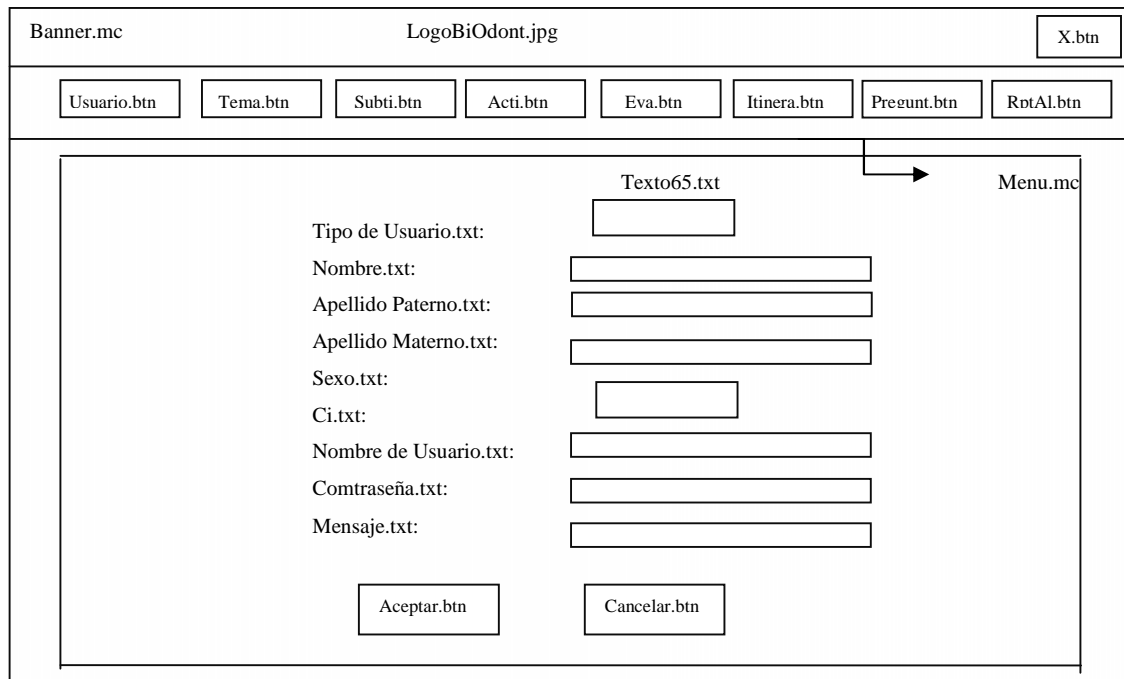 Banner.mc LogoBiOdont.jpg X.btn
Usuario.btn Tema.btn Subti.btn Acti.btn Eva.btn Itinera.btn Pregunt.btn RptAl.btn
Texto65.txt Menu.mc
Tipo de Usuario.txt:
Nombre.txt:
Apellido Paterno.txt:
Apellido Materno.txt:
Sexo.txt:
Ci.txt:
Nombre de Usuario.txt:
Comtraseña.txt:
Mensaje.txt:
Aceptar.btn Cancelar.btn